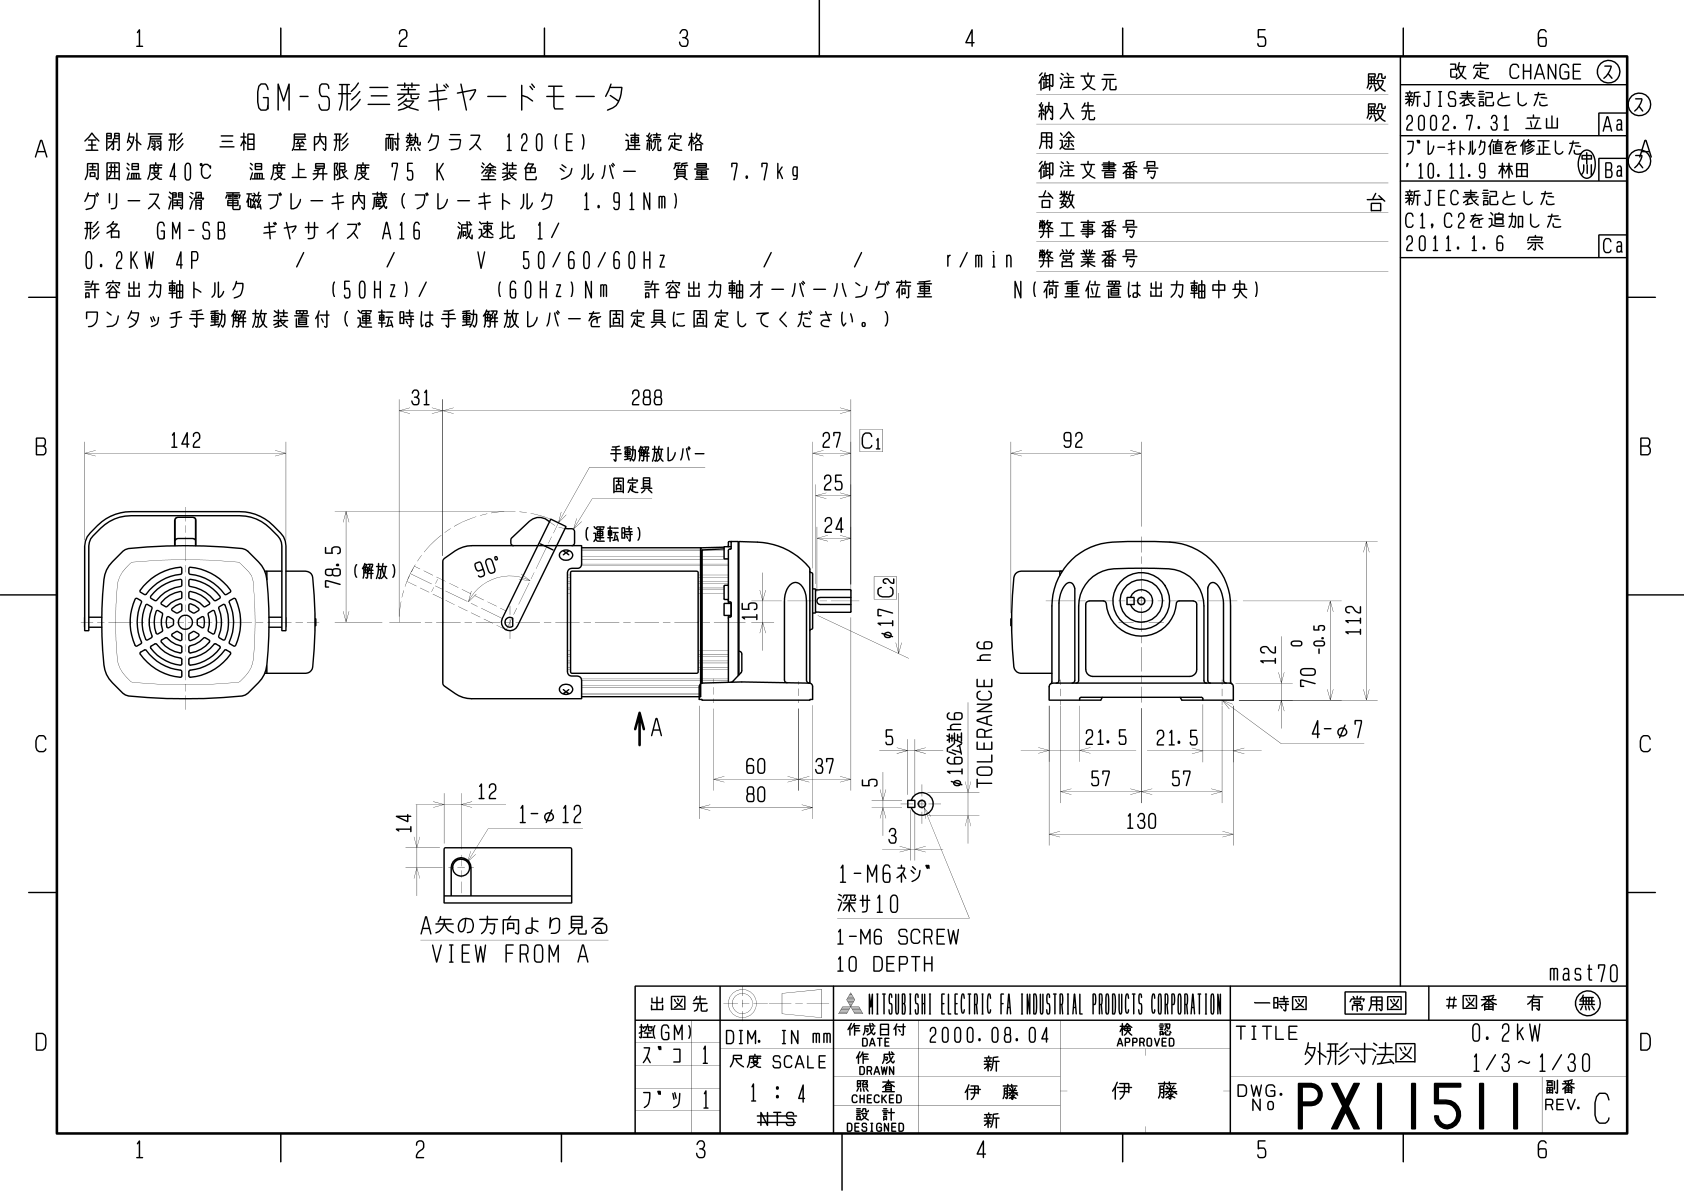 1 2 3 4 5 6
A B C D
GM-S形三菱ギヤードモータ
全閉外扇形 三相 屋内形 耐熱クラス 120(E) 連続定格
周囲温度40℃ 温度上昇限度 75 K 塗装色 シルバー 質量 7.7kg
グリース潤滑 電磁ブレーキ内蔵(ブレーキトルク 1.91Nm)
形名 GM-SB ギヤサイズ A16 減速比 1/
0.2KW 4P / / V 50/60/60Hz / / r/min
許容出力軸トルク (50Hz)/ (60Hz)Nm 許容出力軸オーバーハング荷重 N(荷重位置は出力軸中央)
ワンタッチ手動解放装置付(運転時は手動解放レバーを固定具に固定してください。)
御注文元 殿
納入先 殿
用途
御注文書番号
台数 台
弊工事番号
弊営業番号
改定 CHANGE ス
新JIS表記とした ス
2002.7.31 立山 Aa
ブレーキトルク値を修正した A
'10.11.9 林田 Ba ス
新JEC表記とした
C1,C2を追加した
2011.1.6 宗 Ca
142
31
288
27 C1
25
24
手動解放レバー
固定具
(運転時)
78.5
(解放)
90°
15
φ17 C2
A
60 37
80
92
112
12
70 0 -0.5
21.5 21.5
57 57
130
4-φ7
12
14
1-φ12
A矢の方向より見る
VIEW FROM A
5
5
3
φ16公差h6
TOLERANCE h6
1-M6ネジ
深サ10
1-M6 SCREW
10 DEPTH
mast70
出図先
MITSUBISHI ELECTRIC FA INDUSTRIAL PRODUCTS CORPORATION
一時図 常用図 #図番 有 無
控(GM)
ズコ 1
ブツ 1
DIM. IN mm
尺度 SCALE
1 : 4
NTS
作成日付 DATE 2000.08.04
検認 APPROVED
作成 DRAWN 新
照査 CHECKED 伊藤
伊藤
設計 DESIGNED 新
TITLE 0.2kW
外形寸法図 1/3~1/30
DWG. No PX11511
副番 REV. C
A B C D
1 2 3 4 5 6